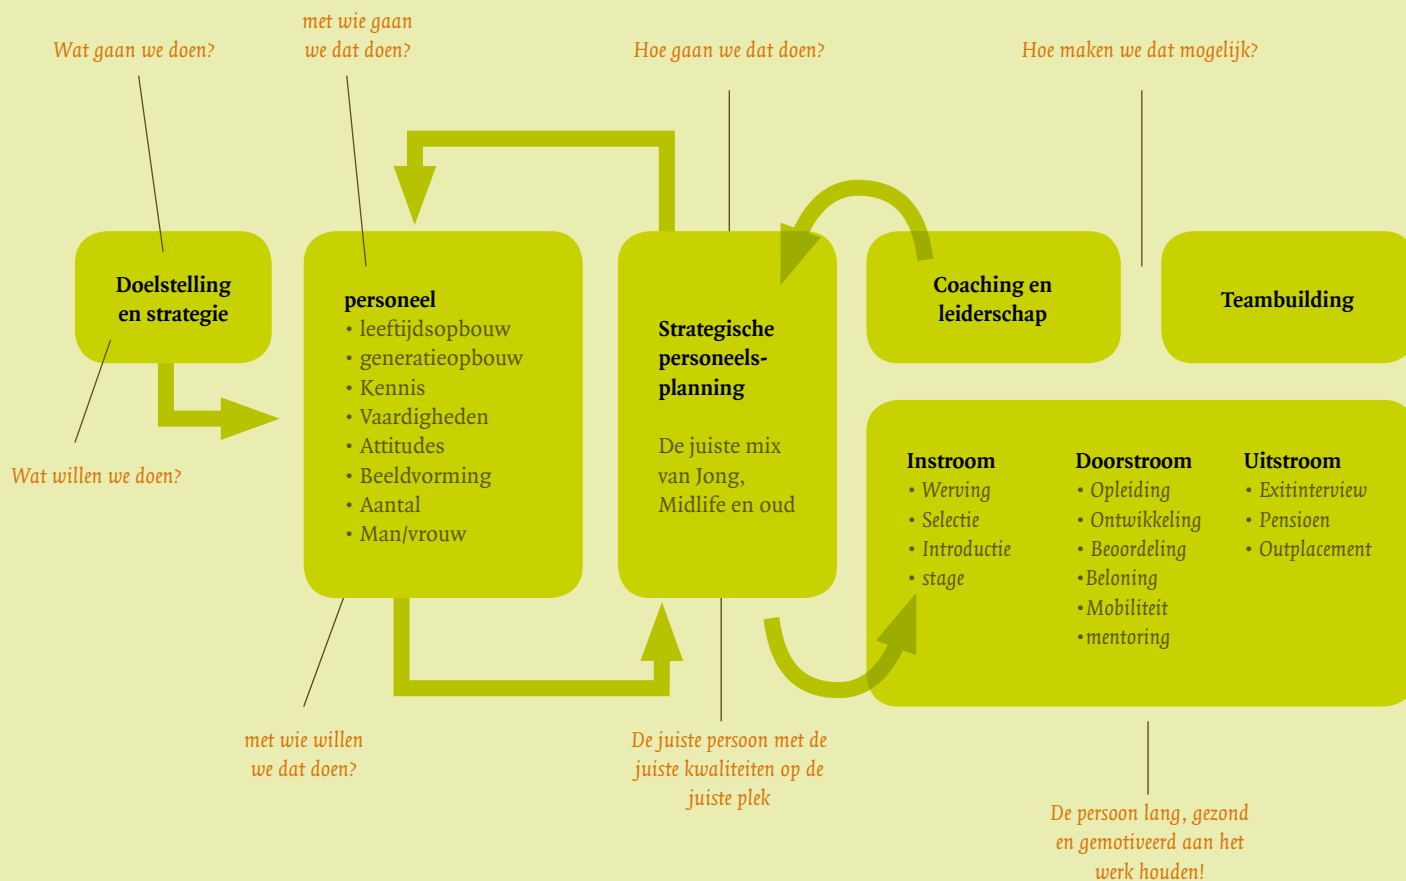 met wie gaan
we dat doen?
Wat gaan we doen?
Hoe gaan we dat doen?
Hoe maken we dat mogelijk?
Doelstelling
en strategie
Wat willen we doen?
personeel
• leeftijdsopbouw
• generatieopbouw
• Kennis
• Vaardigheden
• Attitudes
• Beeldvorming
• Aantal
• Man/vrouw
met wie willen
we dat doen?
Strategische
personeels-
planning
De juiste mix
van Jong,
Midlife en oud
De juiste persoon met de
juiste kwaliteiten op de
juiste plek
Coaching en
leiderschap
Teambuilding
Instroom
• Werving
• Selectie
• Introductie
• stage
Doorstroom
• Opleiding
• Ontwikkeling
• Beoordeling
•Beloning
•Mobiliteit
•mentoring
Uitstroom
• Exitinterview
• Pensioen
• Outplacement
De persoon lang, gezond
en gemotiveerd aan het
werk houden!